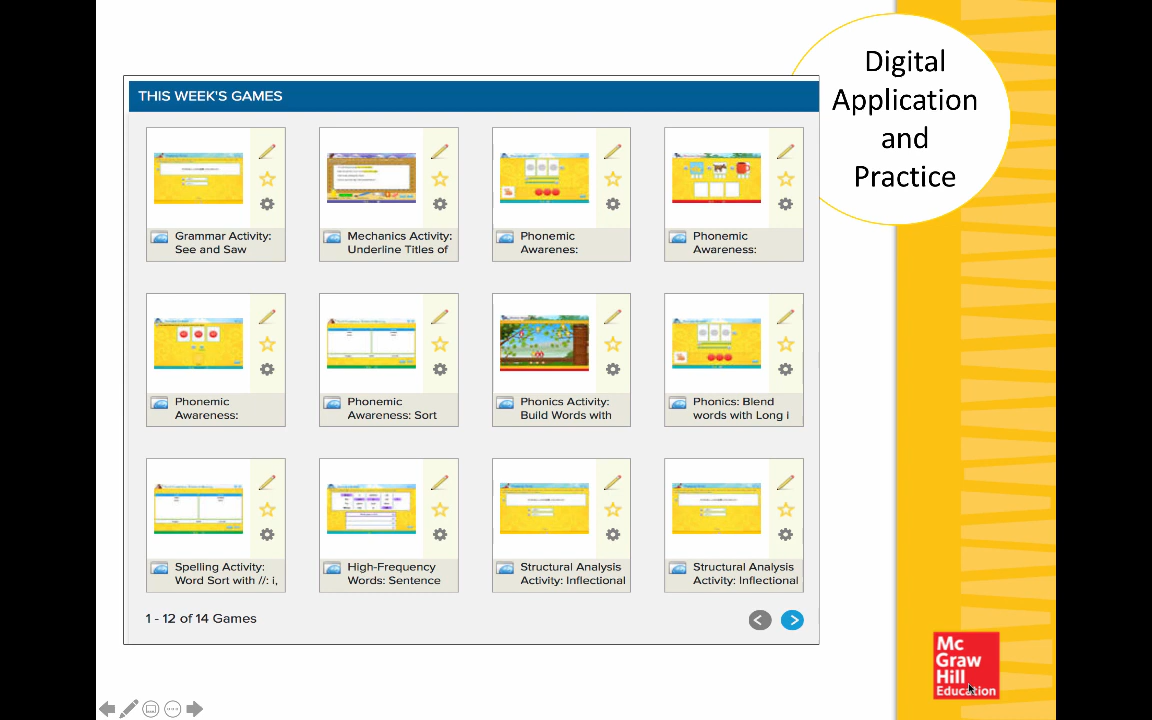 Digital
Application
and
Practice
THIS WEEK'S GAMES
Grammar Activity:
See and Saw
Mechanics Activity:
Underline Titles of
Phonemic
Awarenes:
Phonemic
Awareness:
Phonemic
Awareness:
Phonemic
Awareness: Sort
Phonics Activity:
Build Words with
Phonics: Blend
words with Long i
Spelling Activity:
Word Sort with //: i,
High-Frequency
Words: Sentence
Structural Analysis
Activity: Inflectional
Structural Analysis
Activity: Inflectional
1 - 12 of 14 Games
Mc
Graw
Hill
Education